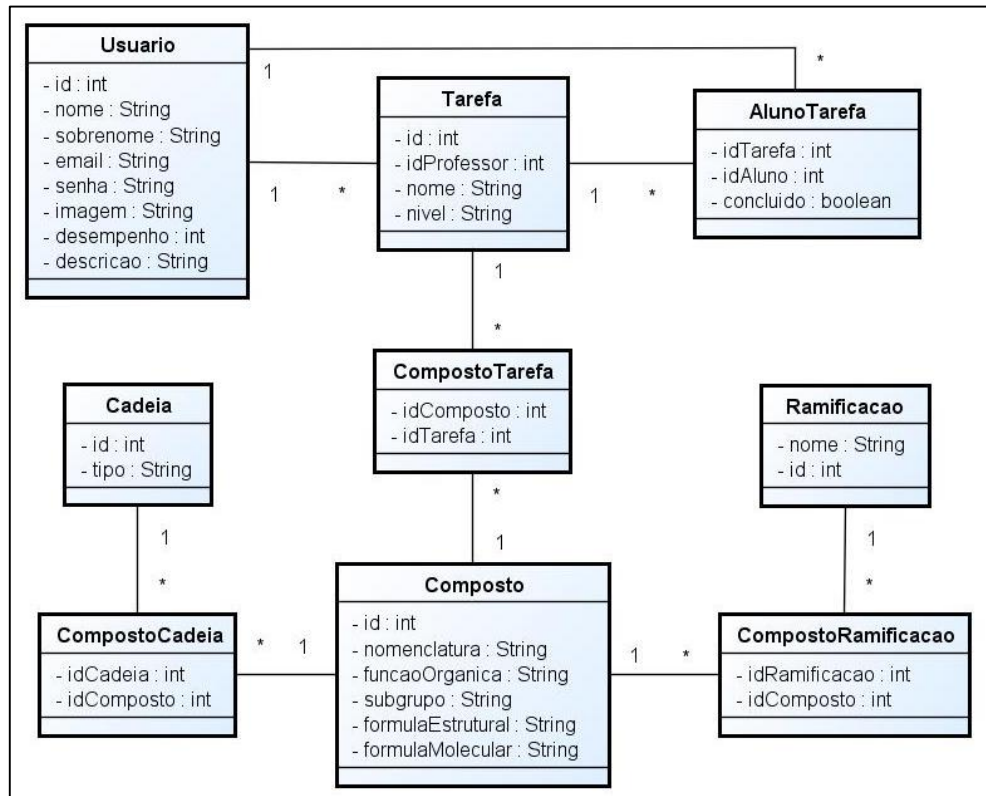 Usuario
- id : int
- nome : String
- sobrenome : String
- email : String
- senha : String
- imagem : String
- desempenho : int
- descricao : String
1
*
1
*
Tarefa
- id : int
- idProfessor : int
- nome : String
- nivel : String
1
*
AlunoTarefa
- idTarefa : int
- idAluno : int
- concluido : boolean
1
*
CompostoTarefa
- idComposto : int
- idTarefa : int
*
1
Cadeia
- id : int
- tipo : String
1
*
Ramificacao
- nome : String
- id : int
1
*
CompostoCadeia
- idCadeia : int
- idComposto : int
*
1
Composto
- id : int
- nomenclatura : String
- funcaoOrganica : String
- subgrupo : String
- formulaEstrutural : String
- formulaMolecular : String
1
*
CompostoRamificacao
- idRamificacao : int
- idComposto : int